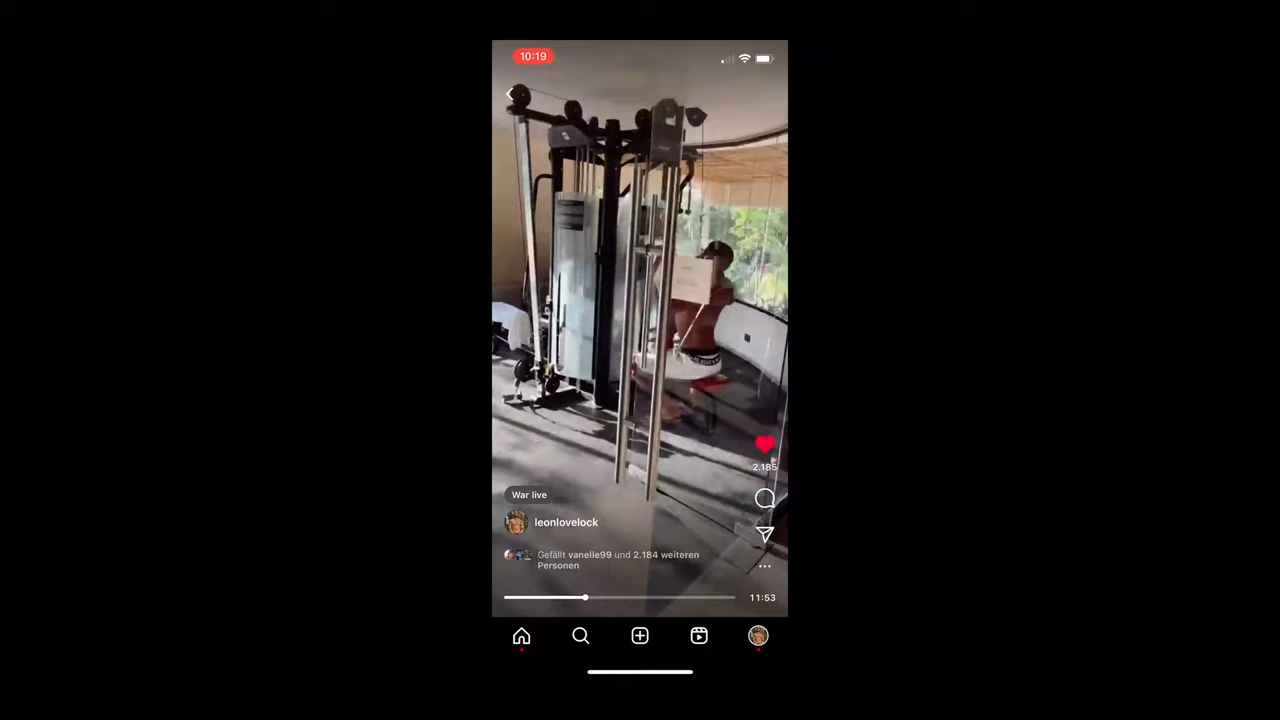 10:19
2.185
War live
leonlovelock
Gefällt vanelle99 und 2.184 weiteren
Personen
11:53